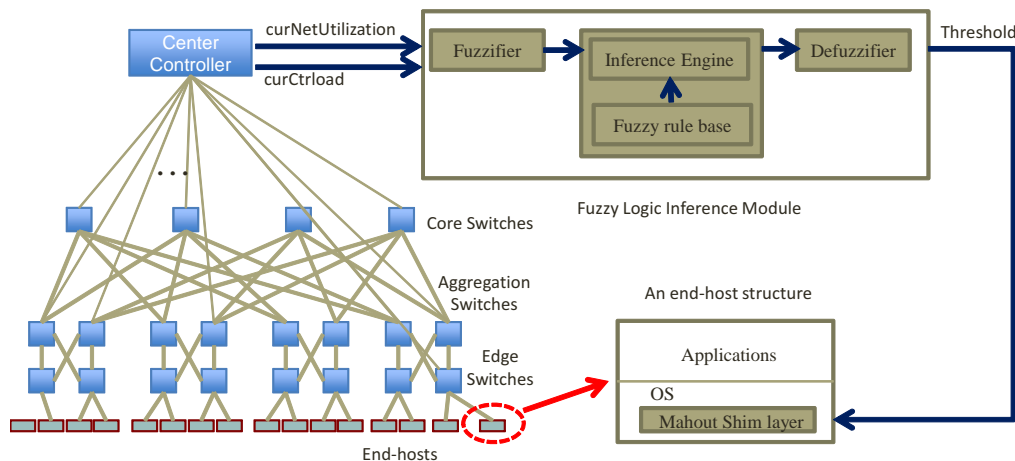 curNetUtilization
Center
Controller
curCtrload
Fuzzifier
Inference Engine
Fuzzy rule base
Defuzzifier
Threshold
Fuzzy Logic Inference Module
...
Core Switches
Aggregation
Switches
Edge
Switches
End-hosts
An end-host structure
Applications
OS
Mahout Shim layer